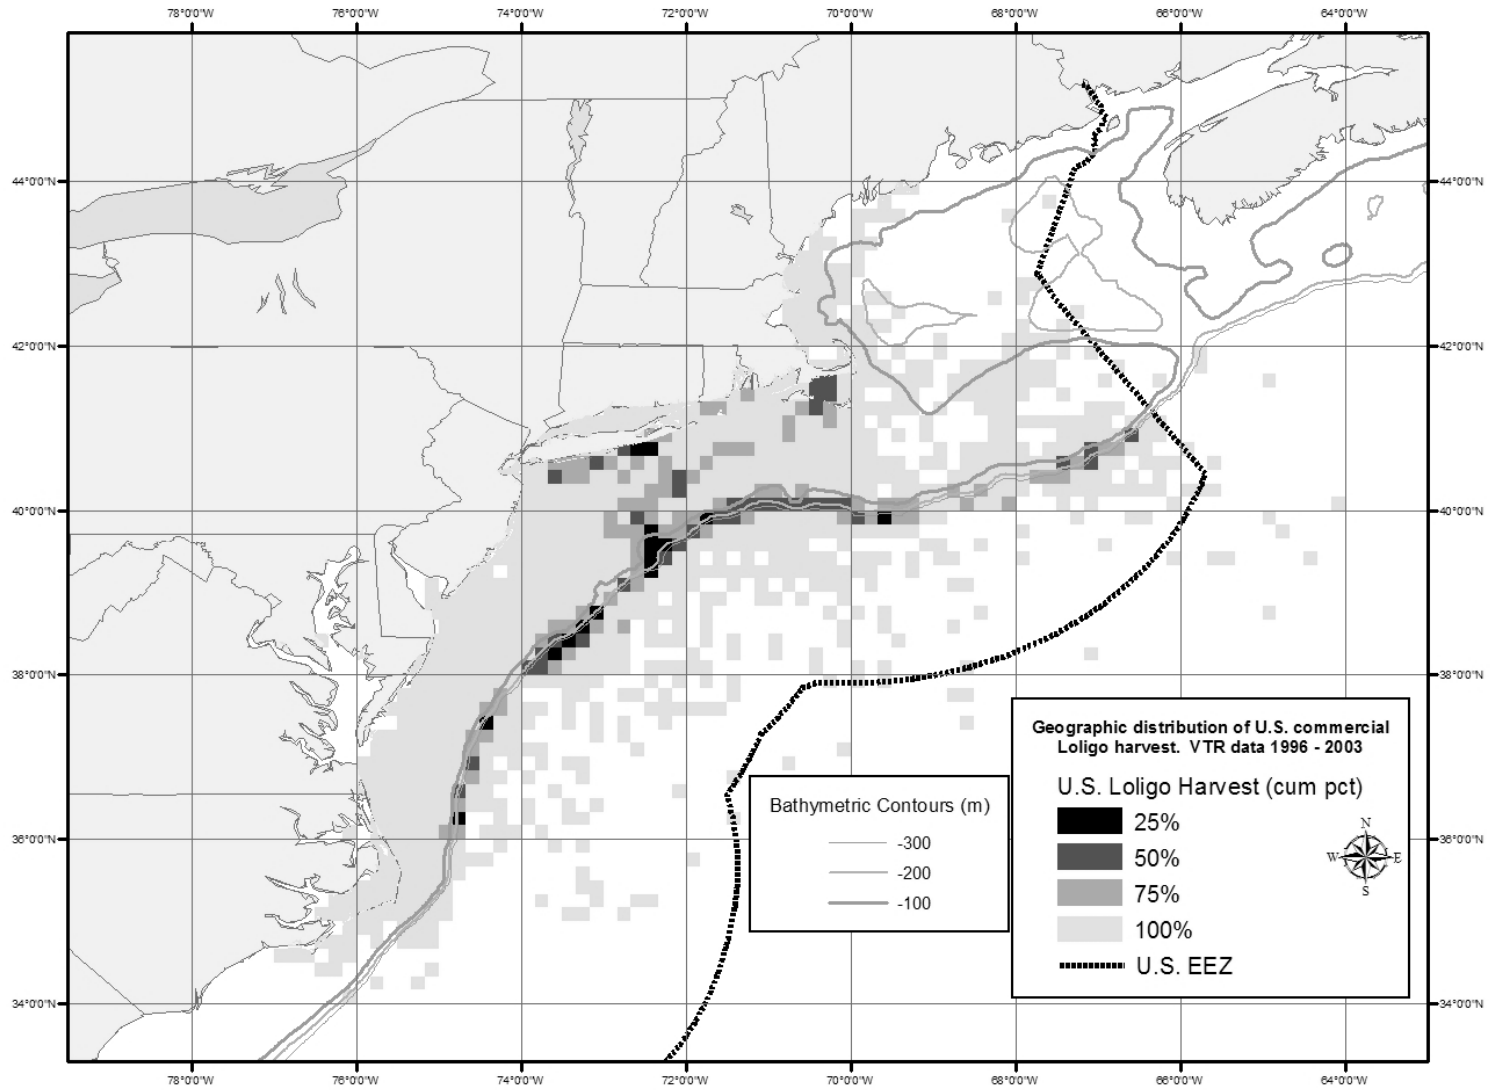 78°0'0"W 76°0'0"W 74°0'0"W 72°0'0"W 70°0'0"W 68°0'0"W 66°0'0"W 64°0'0"W
44°0'0"N 44°0'0"N
42°0'0"N 42°0'0"N
40°0'0"N 40°0'0"N
38°0'0"N 38°0'0"N
36°0'0"N 36°0'0"N
34°0'0"N 34°0'0"N
Bathymetric Contours (m)
-300
-200
-100
Geographic distribution of U.S. commercial
Loligo harvest. VTR data 1996 - 2003
U.S. Loligo Harvest (cum pct)
25%
50%
75%
100%
U.S. EEZ
N
W E
S
78°0'0"W 76°0'0"W 74°0'0"W 72°0'0"W 70°0'0"W 68°0'0"W 66°0'0"W 64°0'0"W